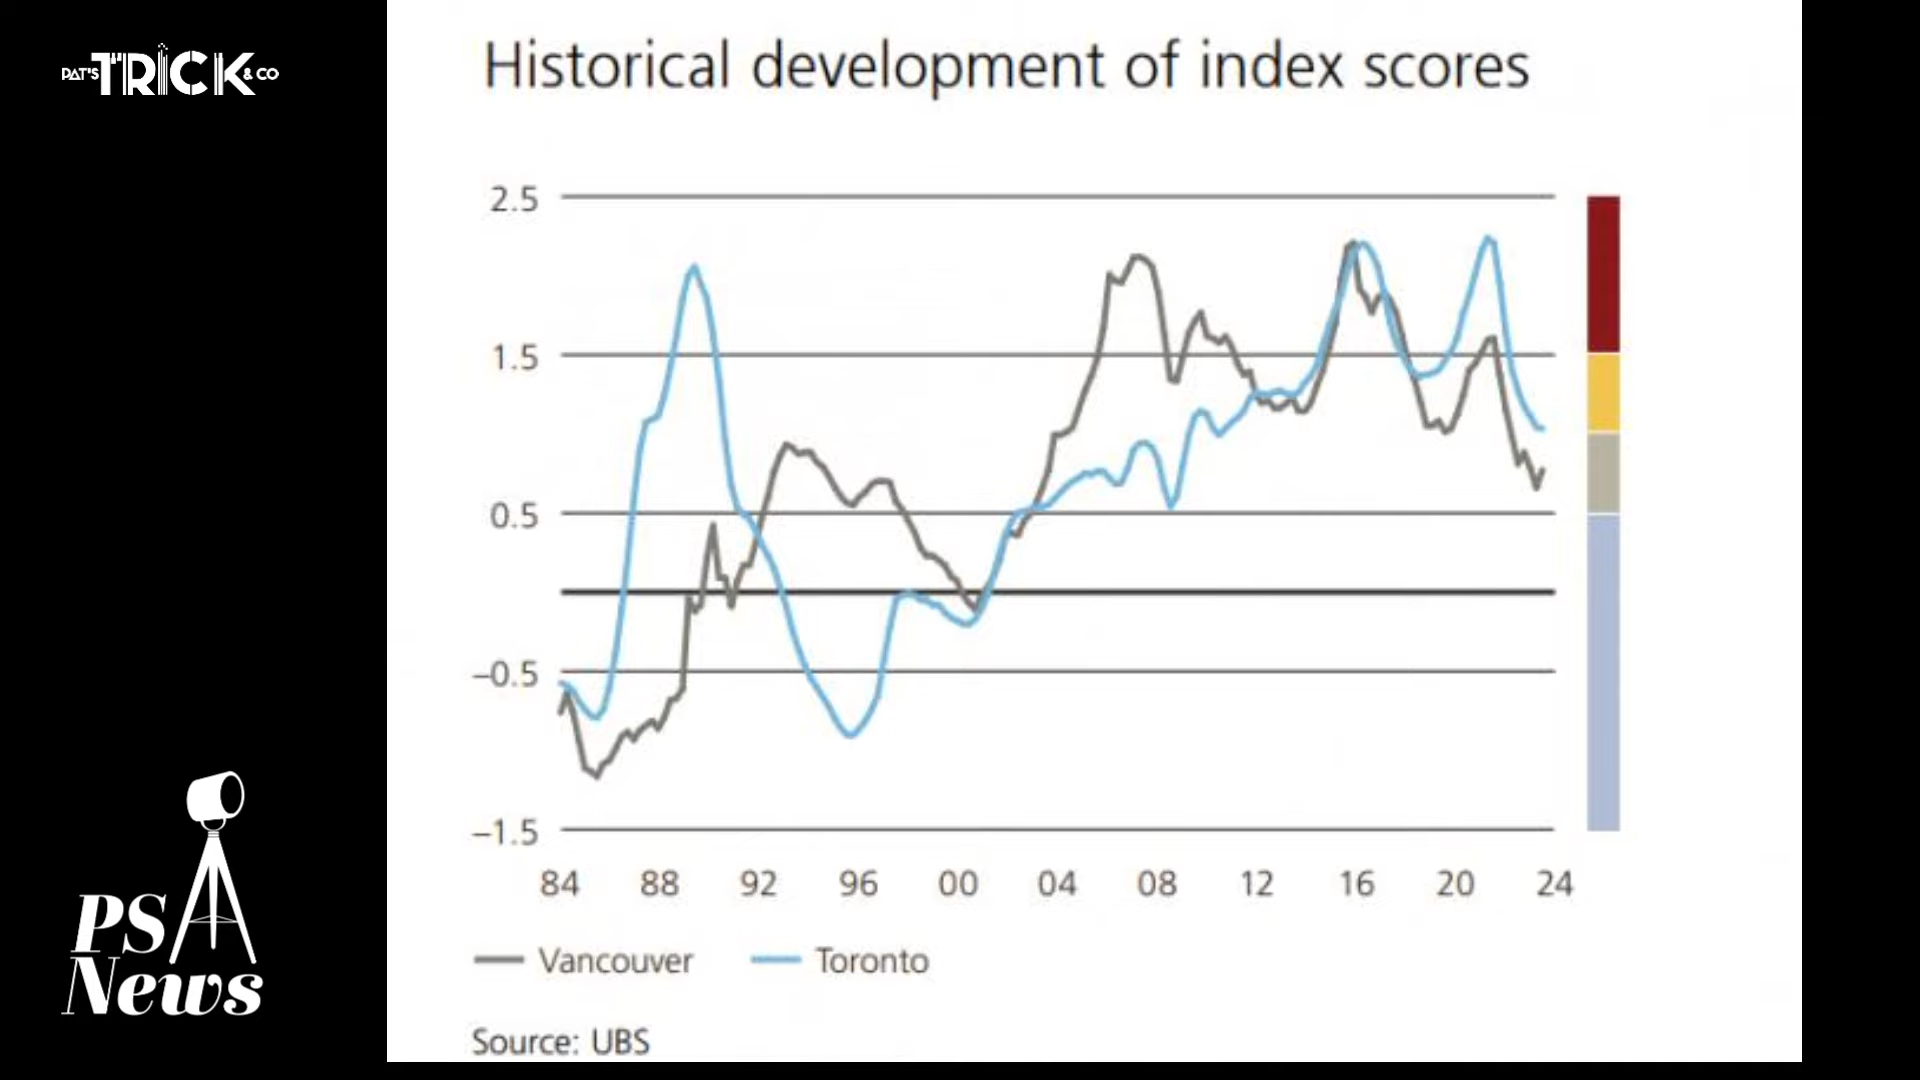 PAT'S TRICK & CO
Historical development of index scores
2.5
1.5
0.5
–0.5
–1.5
84 88 92 96 00 04 08 12 16 20 24
Vancouver Toronto
Source: UBS
PS
News